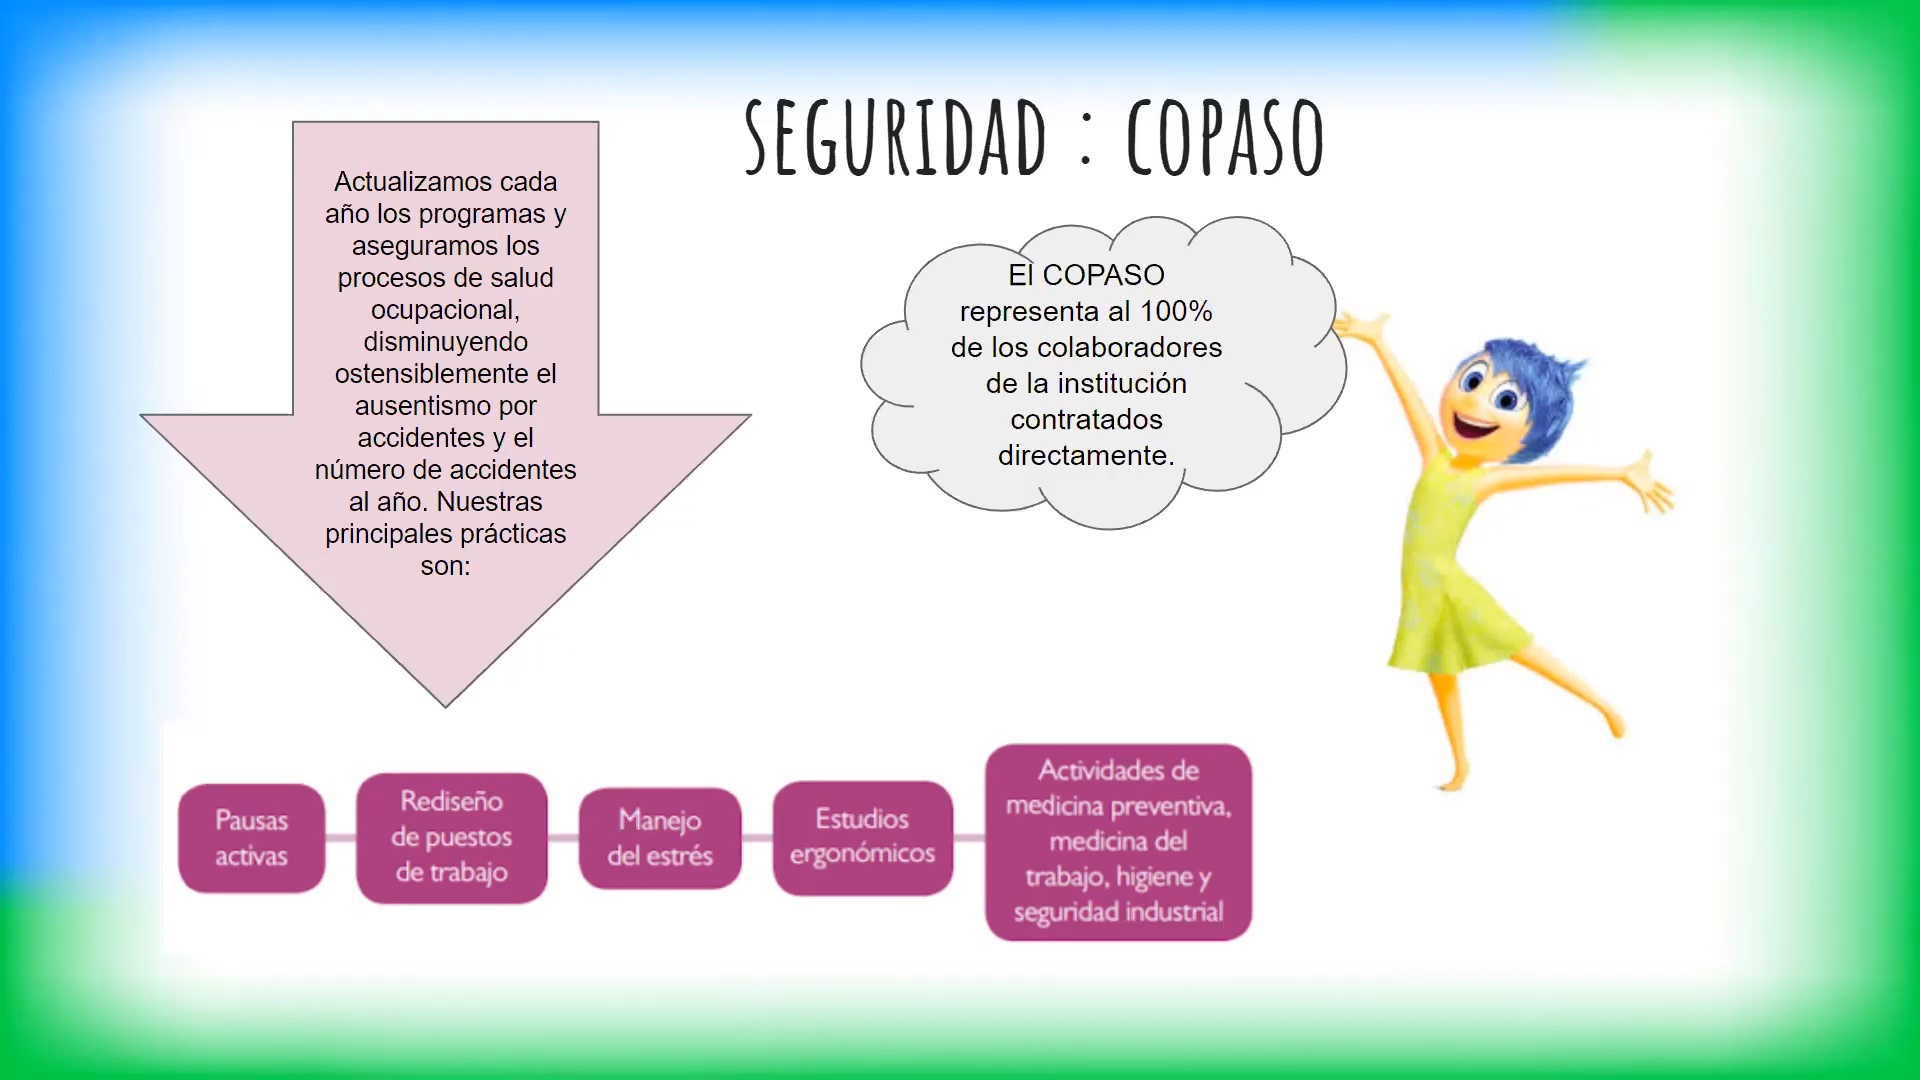 SEGURIDAD : COPASO
Actualizamos cada
año los programas y
aseguramos los
procesos de salud
ocupacional,
disminuyendo
ostensiblemente el
ausentismo por
accidentes y el
número de accidentes
al año. Nuestras
principales prácticas
son:
El COPASO
representa al 100%
de los colaboradores
de la institución
contratados
directamente.
Pausas
activas
Rediseño
de puestos
de trabajo
Manejo
del estrés
Estudios
ergonómicos
Actividades de
medicina preventiva,
medicina del
trabajo, higiene y
seguridad industrial